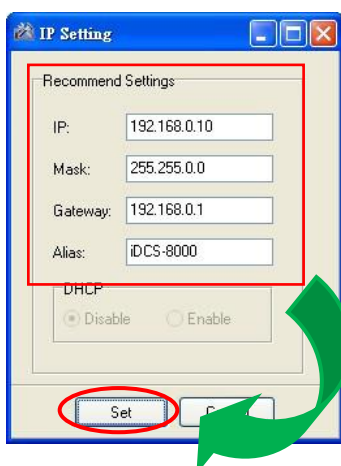 IP Setting
Recommend Settings
IP: 192.168.0.10
Mask: 255.255.0.0
Gateway: 192.168.0.1
Alias: iDCS-8000
DHCP
Disable Enable
Set